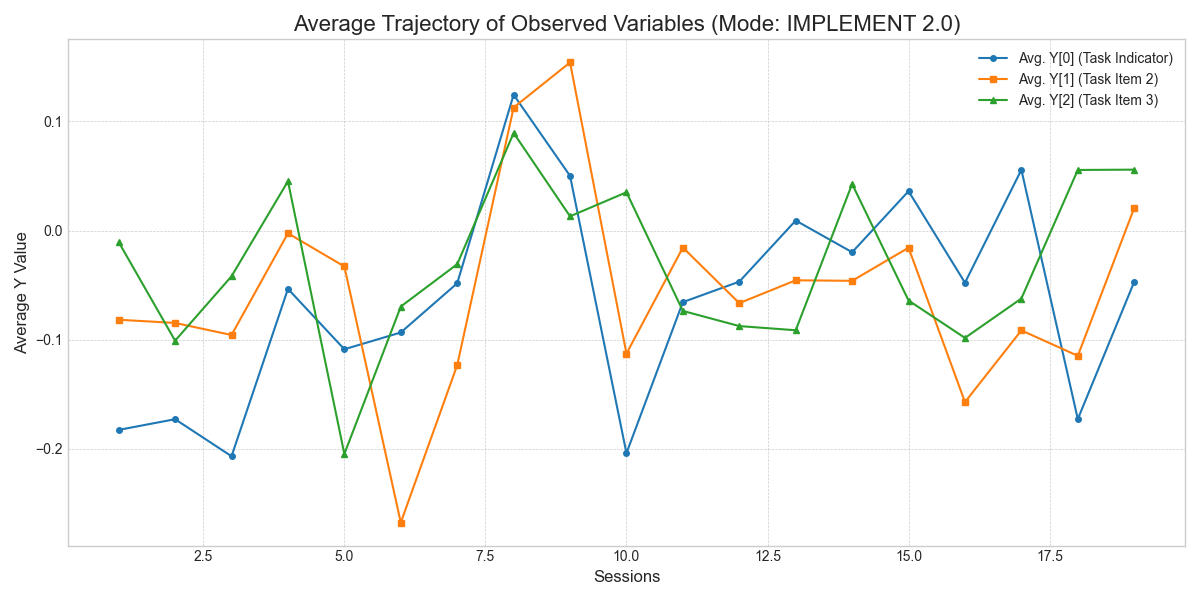 Average Trajectory of Observed Variables (Mode: IMPLEMENT 2.0)
Avg. Y[0] (Task Indicator)
Avg. Y[1] (Task Item 2)
Avg. Y[2] (Task Item 3)
Average Y Value
0.1
0.0
−0.1
−0.2
2.5 5.0 7.5 10.0 12.5 15.0 17.5
Sessions